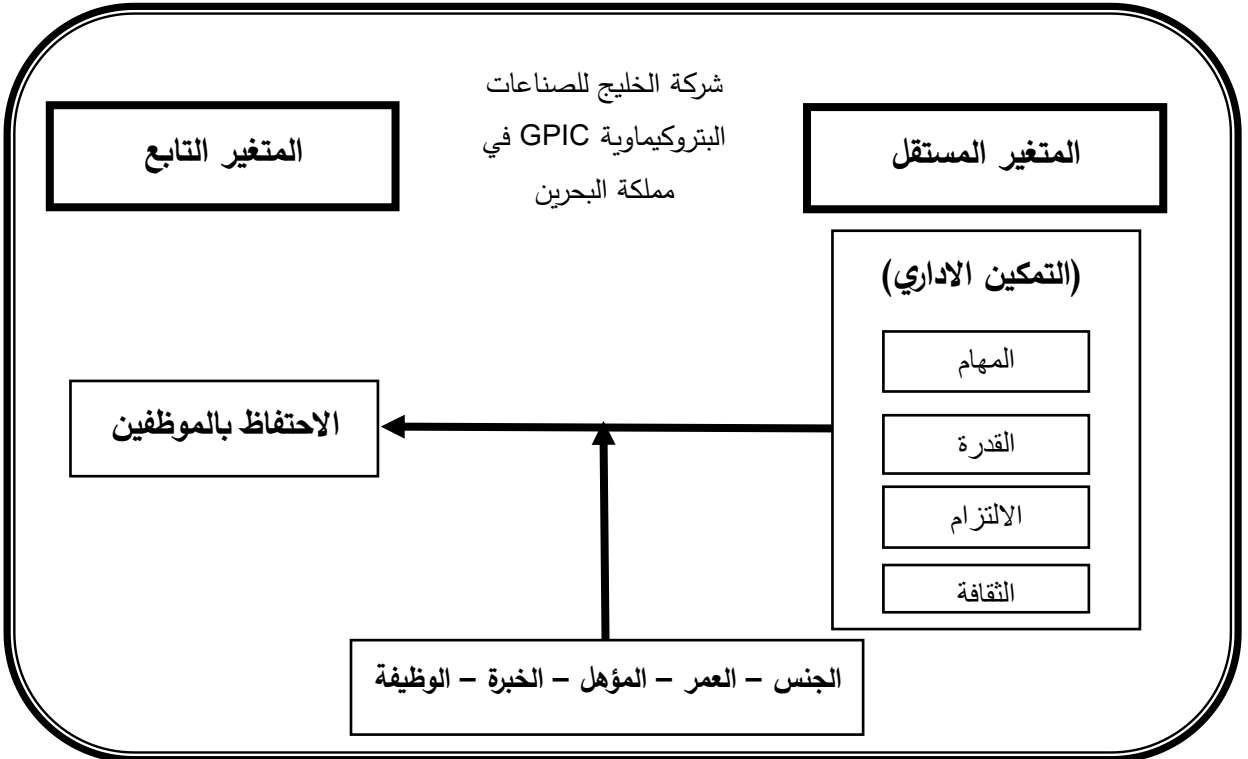 شركة الخليج للصناعات
البتروكيماوية GPIC في
مملكة البحرين
المتغير المستقل
المتغير التابع
(التمكين الاداري)
المهام
القدرة
الالتزام
الثقافة
الاحتفاظ بالموظفين
الجنس – العمر – المؤهل – الخبرة – الوظيفة